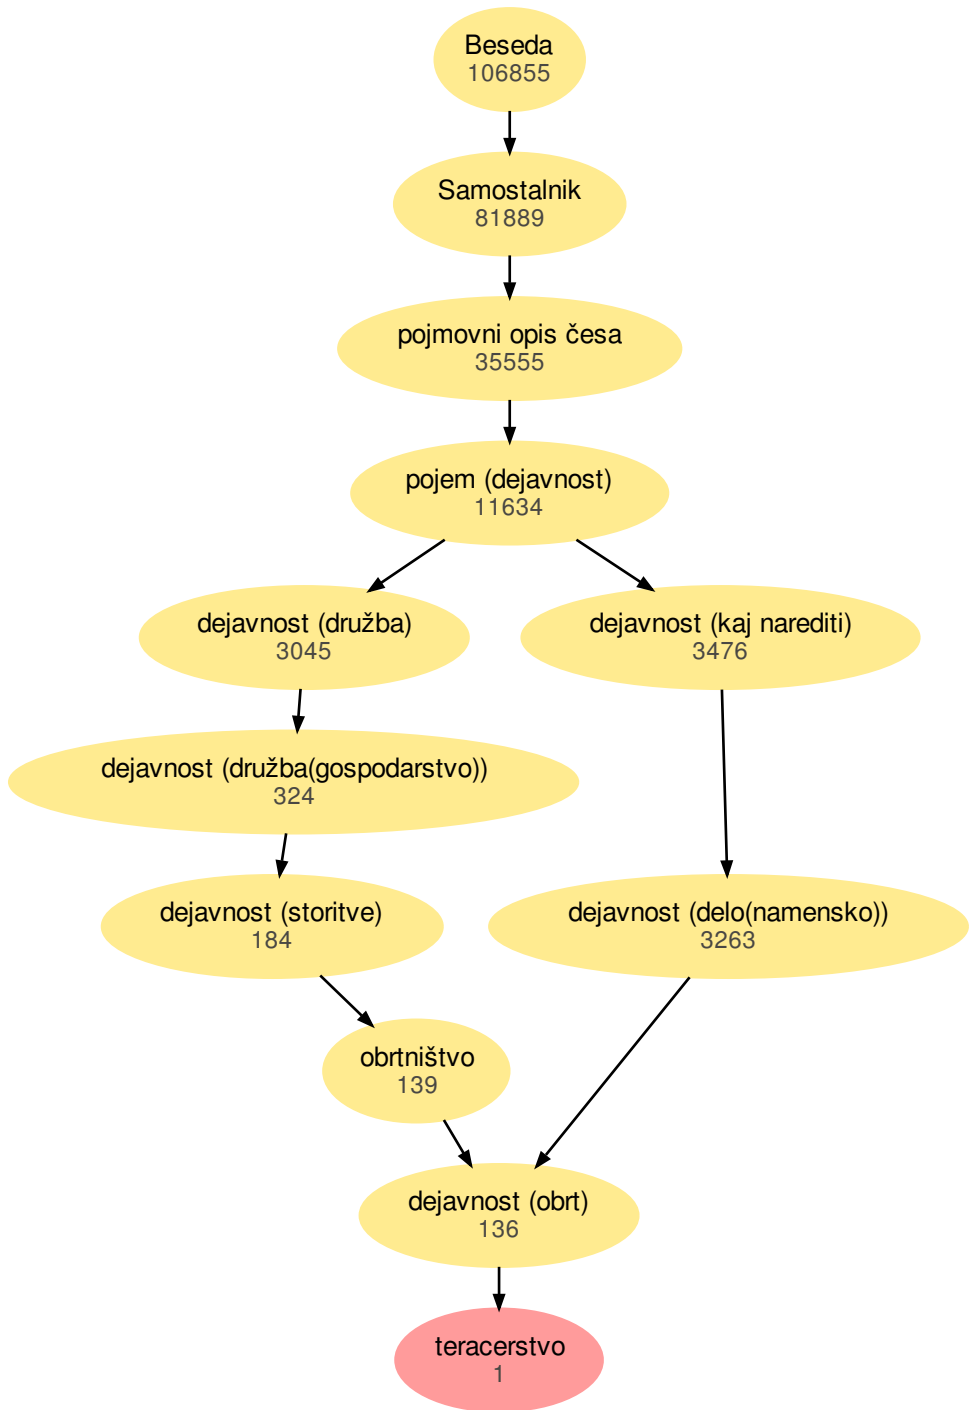 Beseda
106855
Samostalnik
81889
pojmovni opis česa
35555
pojem (dejavnost)
11634
dejavnost (družba)
3045
dejavnost (kaj narediti)
3476
dejavnost (družba(gospodarstvo))
324
dejavnost (storitve)
184
dejavnost (delo(namensko))
3263
obrtništvo
139
dejavnost (obrt)
136
teracerstvo
1